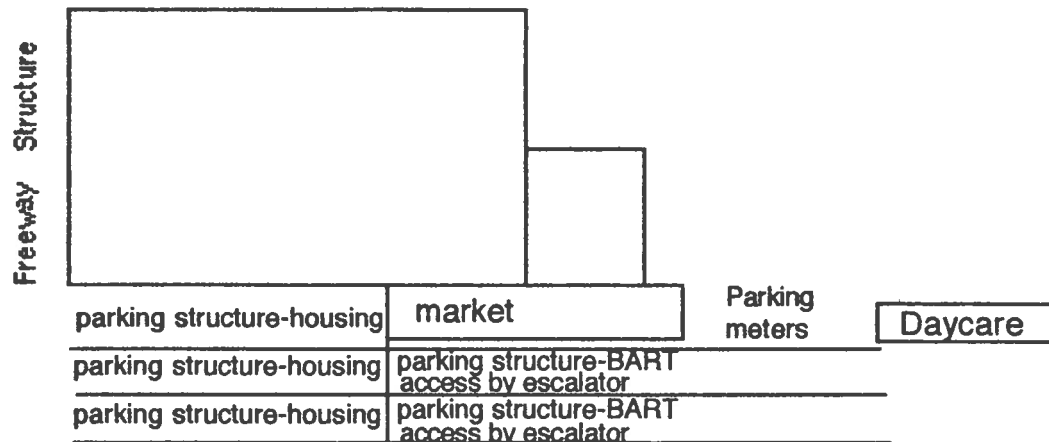 Freeway Structure
parking structure-housing
market
Parking
meters
Daycare
parking structure-housing
parking structure-BART
access by escalator
parking structure-housing
parking structure-BART
access by escalator